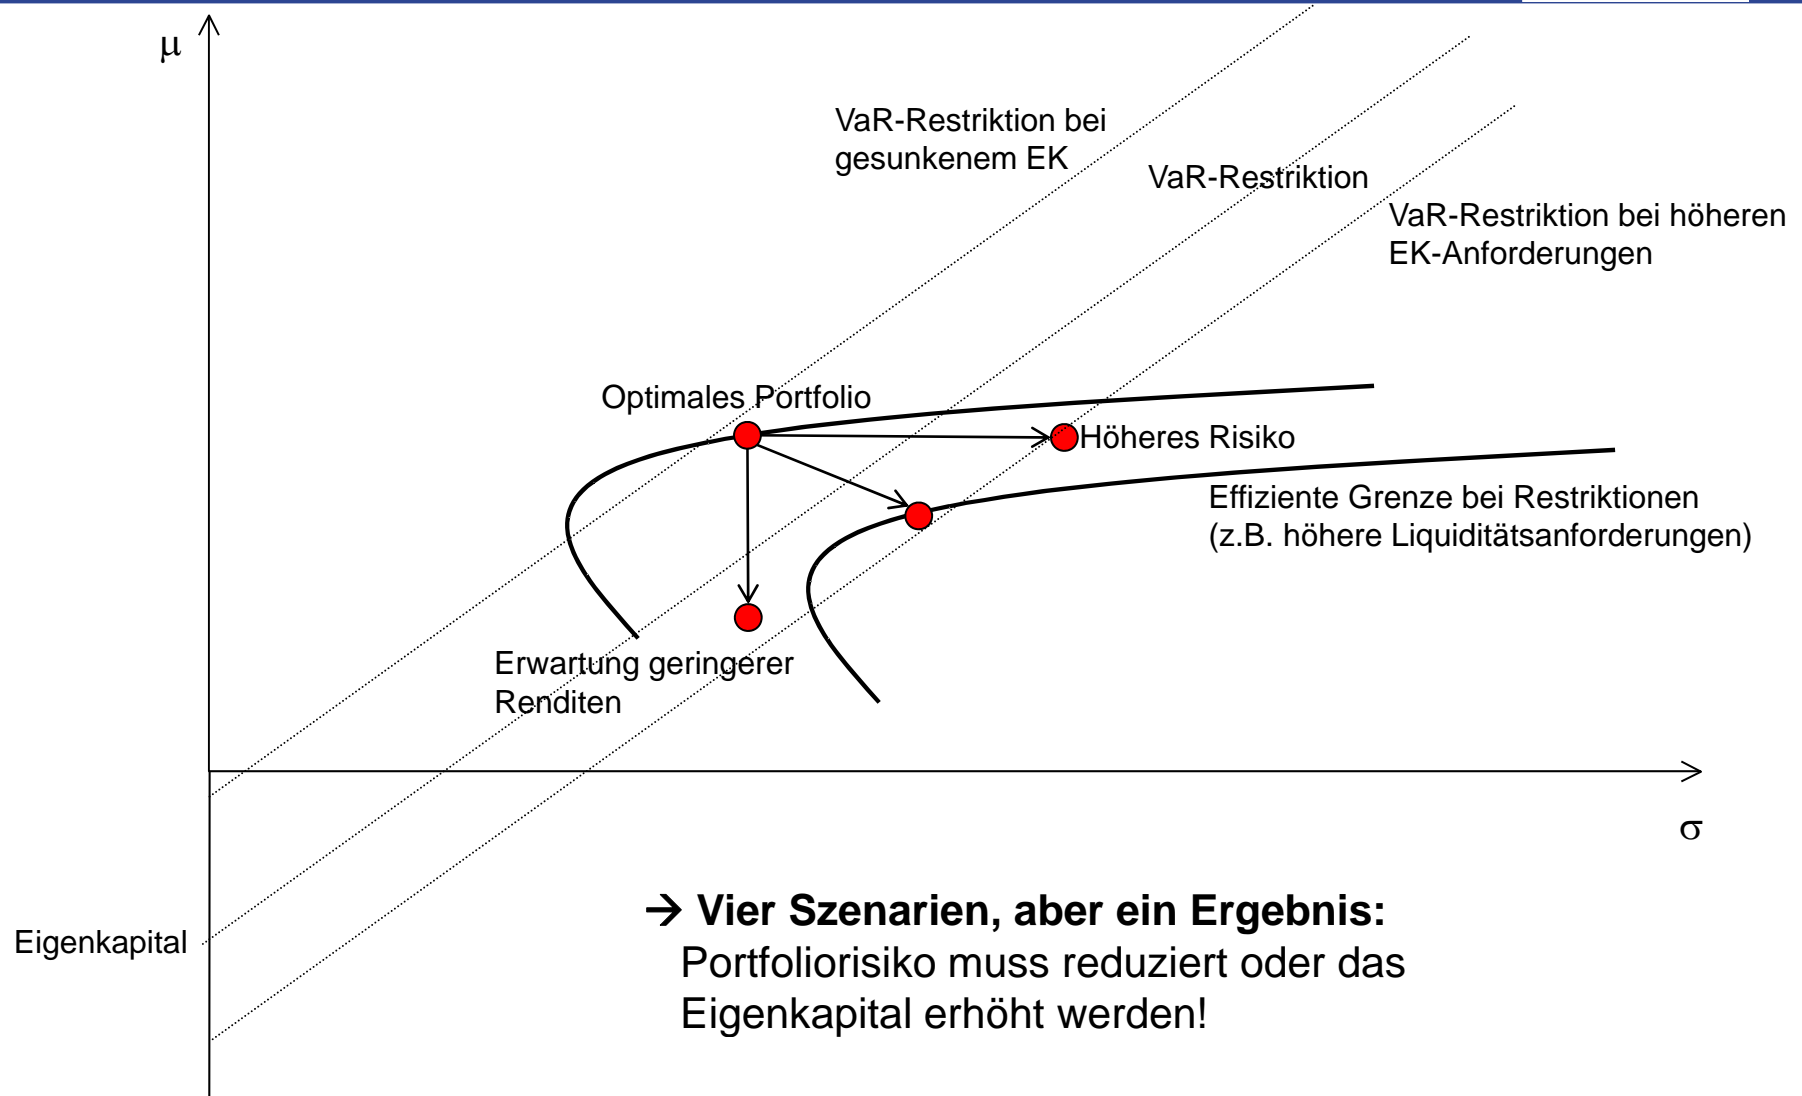 μ
VaR-Restriktion bei
gesunkenem EK
VaR-Restriktion
VaR-Restriktion bei höheren
EK-Anforderungen
Optimales Portfolio
Höheres Risiko
Effiziente Grenze bei Restriktionen
(z.B. höhere Liquiditätsanforderungen)
Erwartung geringerer
Renditen
σ
Eigenkapital
→ Vier Szenarien, aber ein Ergebnis:
Portfoliorisiko muss reduziert oder das
Eigenkapital erhöht werden!